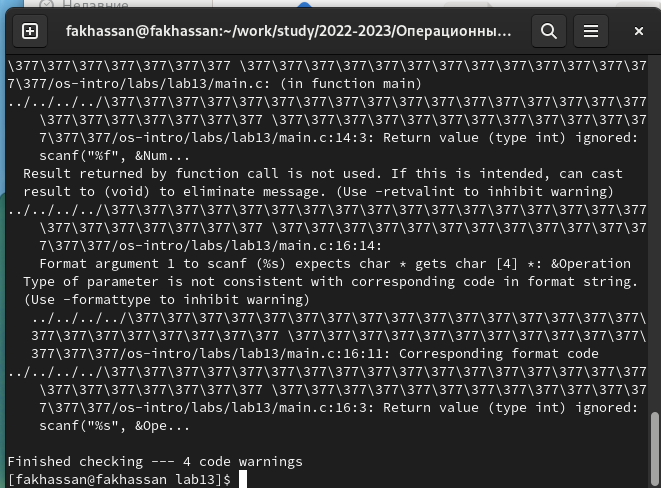 \377\377\377\377\377\377\377 \377\377\377\377\377\377\377\377\377\377\377\377\37
7\377/os-intro/labs/lab13/main.c: (in function main)
../../../../\377\377\377\377\377\377\377\377\377\377\377\377\377\377\377\377\377
\377\377\377\377\377\377\377 \377\377\377\377\377\377\377\377\377\377\377\37
7\377\377/os-intro/labs/lab13/main.c:14:3: Return value (type int) ignored:
scanf("%f", &Num...
Result returned by function call is not used. If this is intended, can cast
result to (void) to eliminate message. (Use -retvalint to inhibit warning)
../../../../\377\377\377\377\377\377\377\377\377\377\377\377\377\377\377\377\377
\377\377\377\377\377\377\377 \377\377\377\377\377\377\377\377\377\377\377\37
7\377\377/os-intro/labs/lab13/main.c:16:14:
Format argument 1 to scanf (%s) expects char * gets char [4] *: &Operation
Type of parameter is not consistent with corresponding code in format string.
(Use -formattype to inhibit warning)
../../../../\377\377\377\377\377\377\377\377\377\377\377\377\377\377\377\377\
377\377\377\377\377\377\377\377 \377\377\377\377\377\377\377\377\377\377\377\
377\377\377/os-intro/labs/lab13/main.c:16:11: Corresponding format code
../../../../\377\377\377\377\377\377\377\377\377\377\377\377\377\377\377\377\377
\377\377\377\377\377\377\377 \377\377\377\377\377\377\377\377\377\377\377\37
7\377\377/os-intro/labs/lab13/main.c:16:3: Return value (type int) ignored:
scanf("%s", &Ope...
Finished checking --- 4 code warnings
[fakhassan@fakhassan lab13]$
fakhassan@fakhassan:~/work/study/2022-2023/Операционны...
Недавние